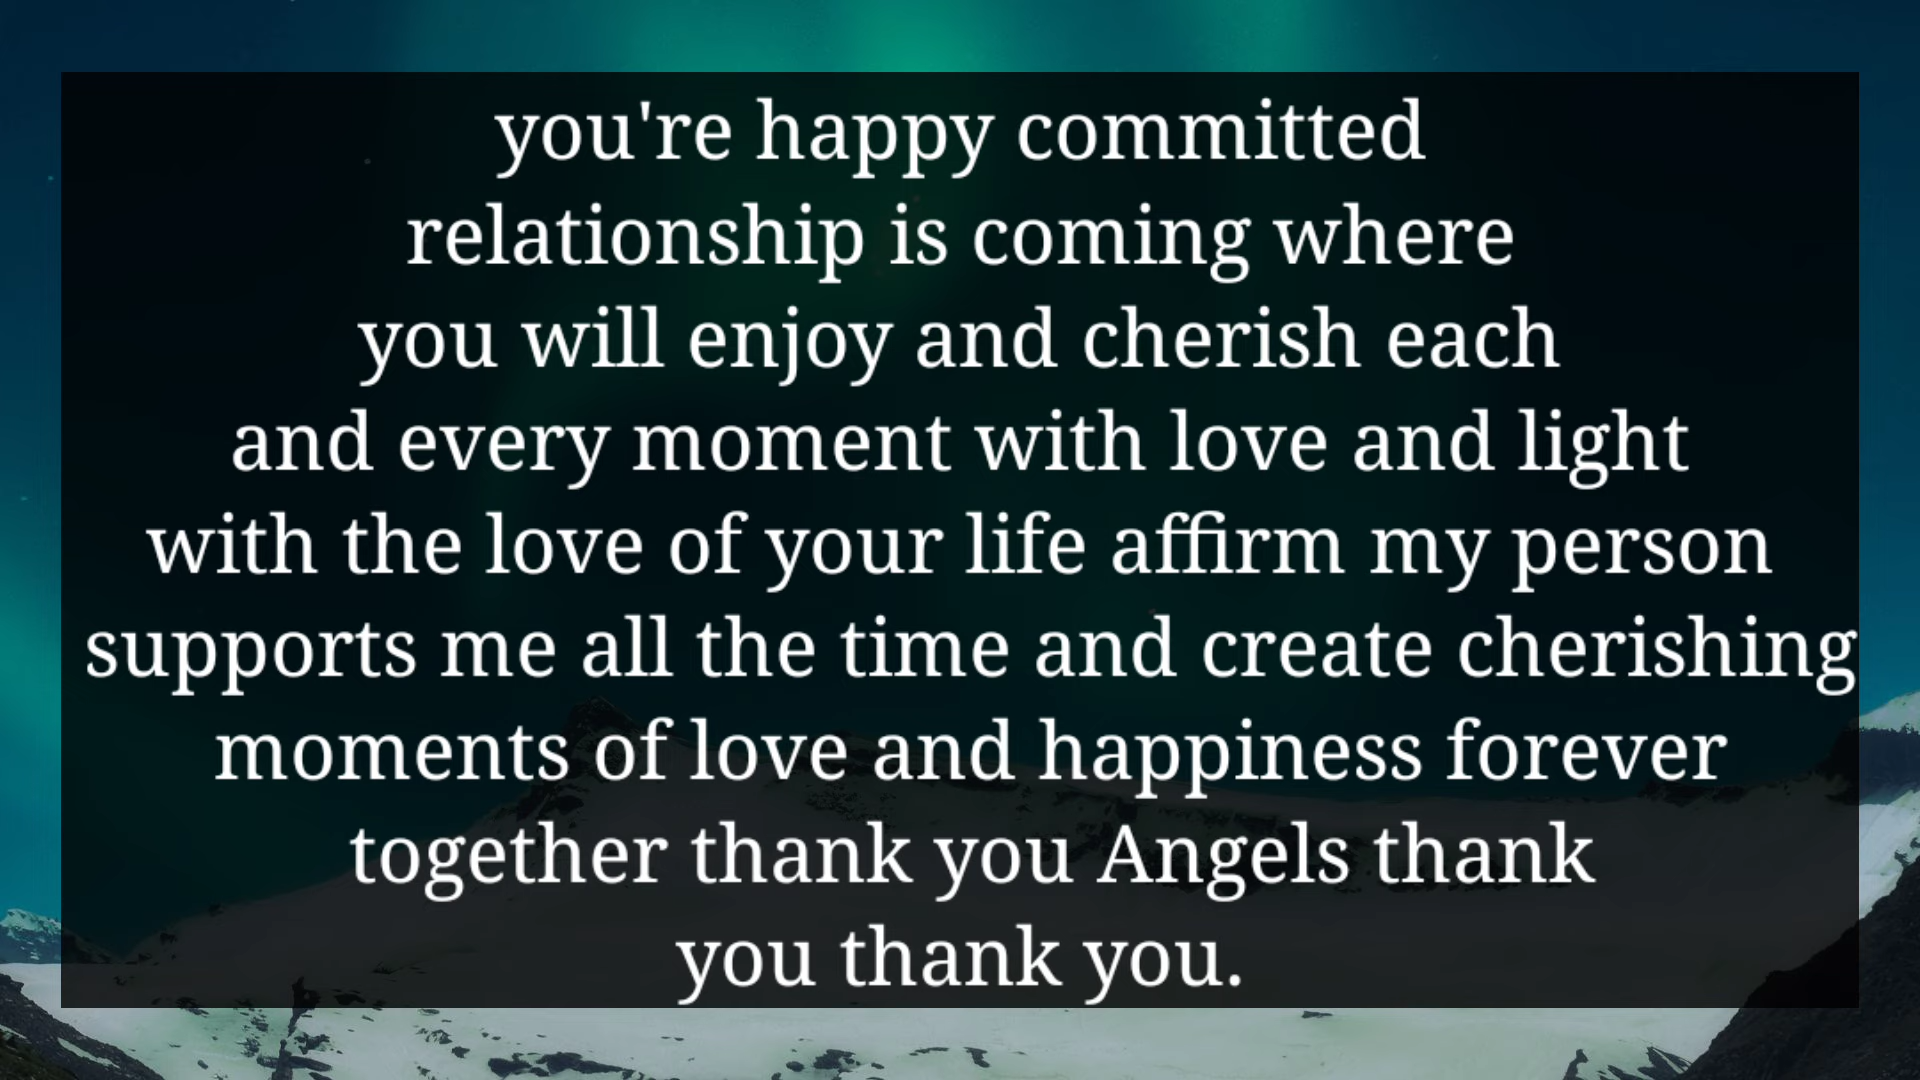 you're happy committed
relationship is coming where
you will enjoy and cherish each
and every moment with love and light
with the love of your life affirm my person
supports me all the time and create cherishing
moments of love and happiness forever
together thank you Angels thank
you thank you.